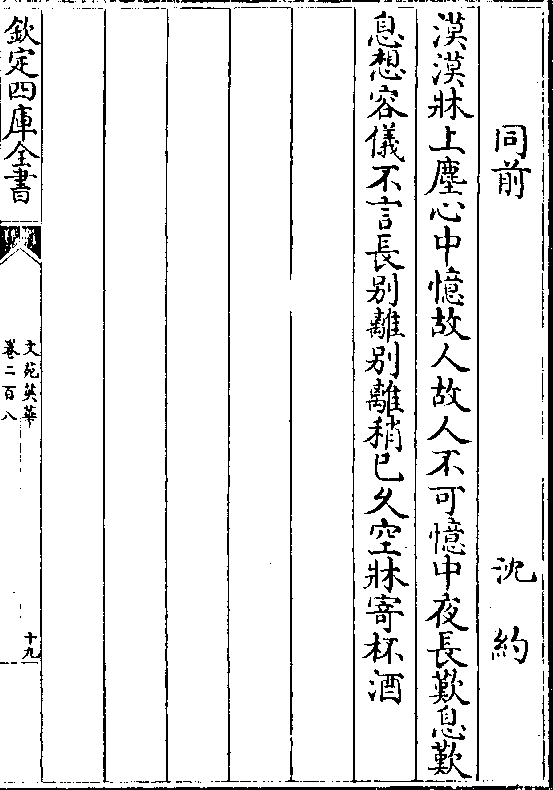 同前 沈約
漠漠牀上塵心中憶故人故人不可憶中夜長歎息歎
息想容儀不言長别離别離稍已久空牀寄杯酒
欽定四庫全書
文苑英華
卷二百八
十九